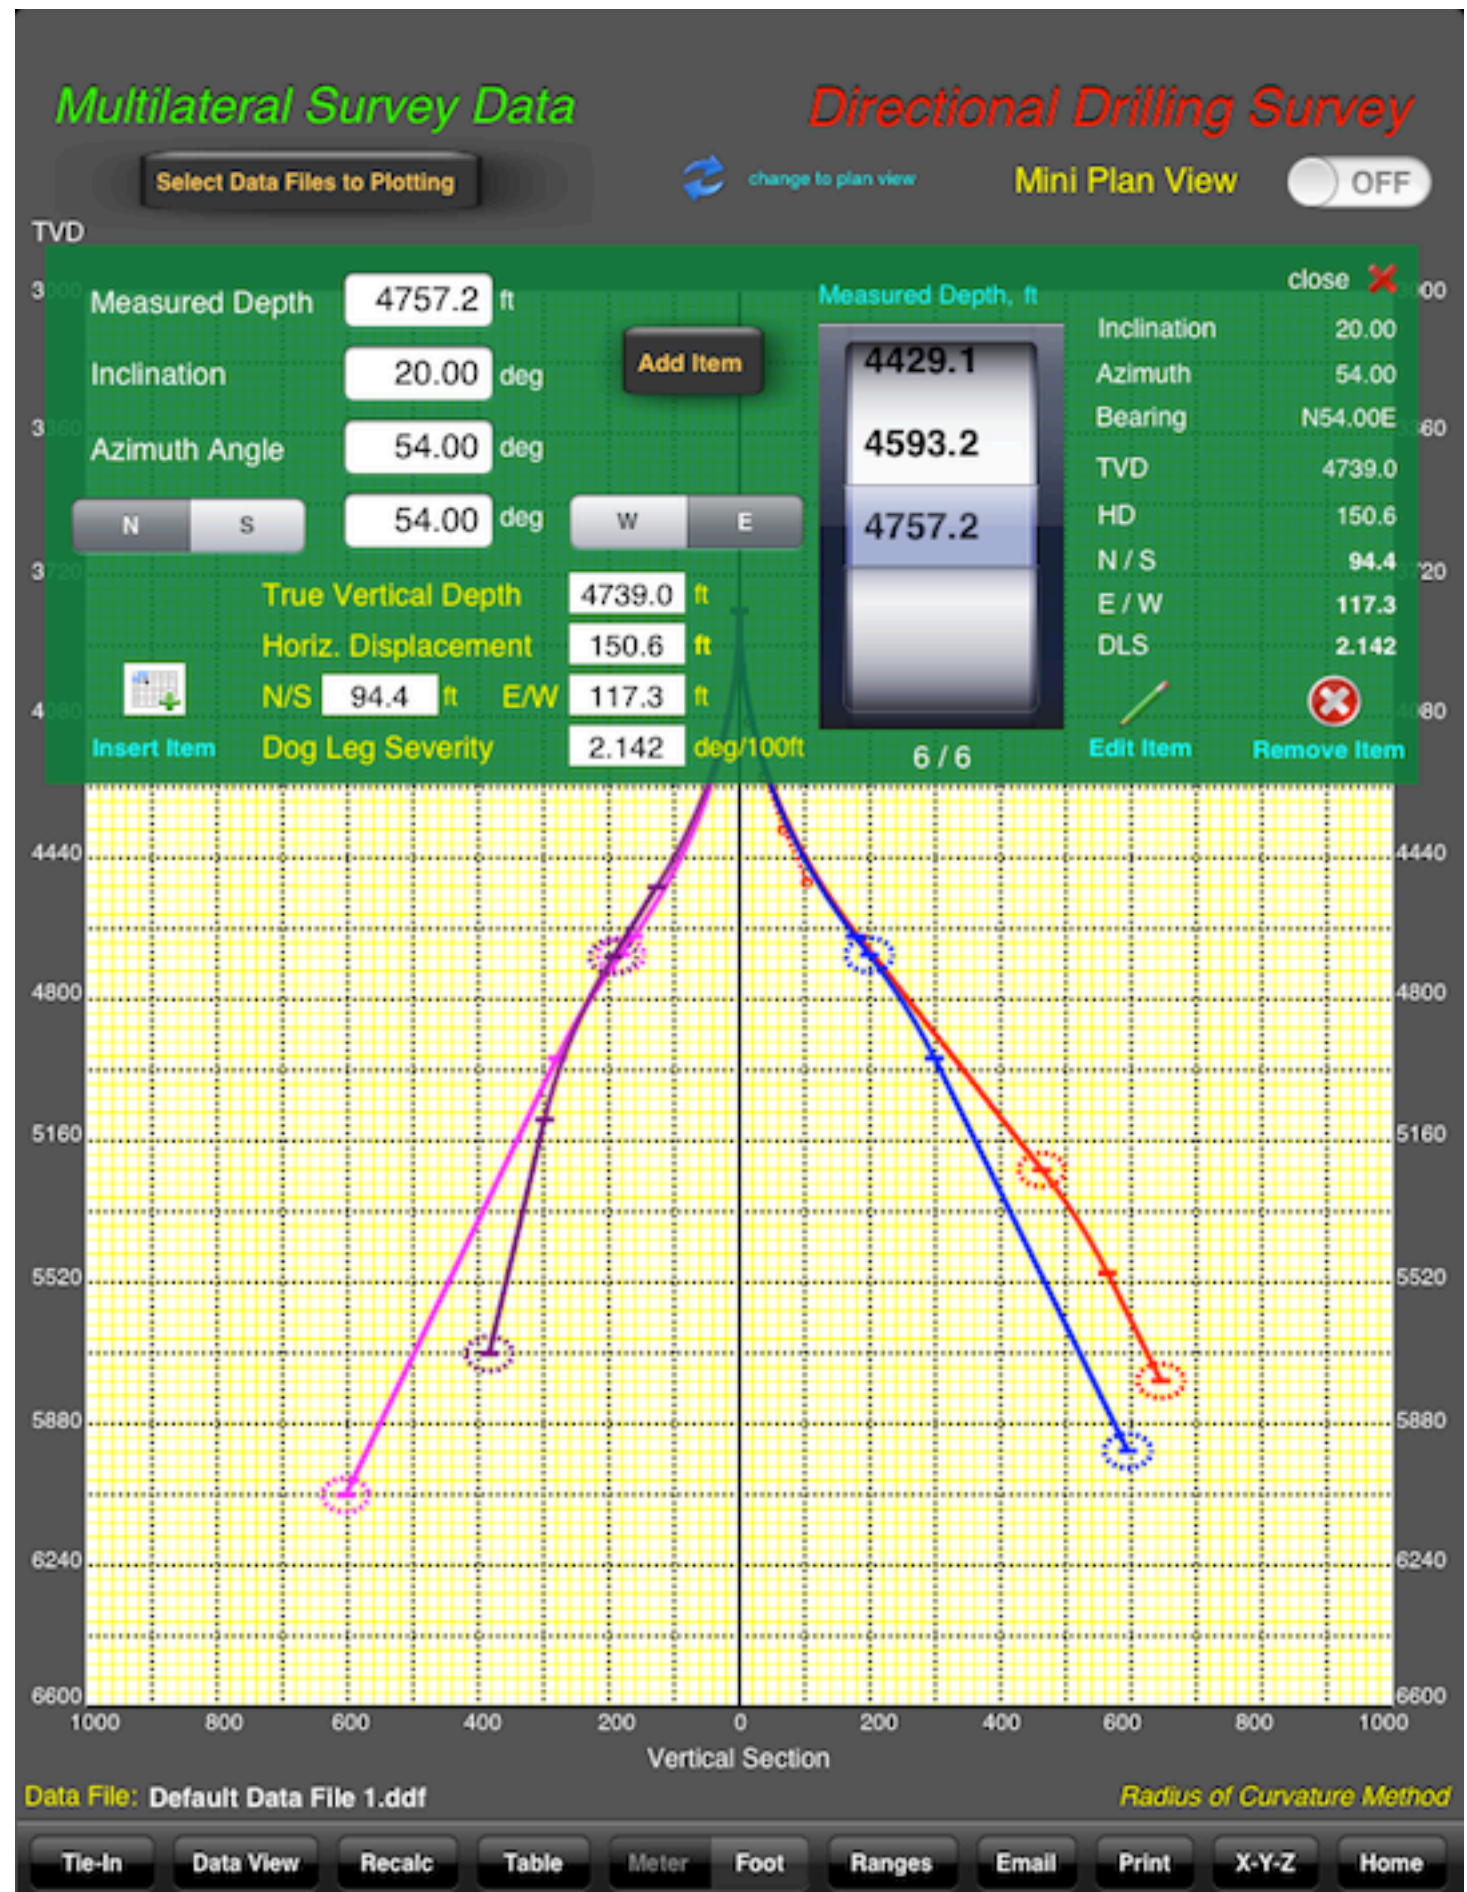 Multilateral Survey Data
Directional Drilling Survey
Select Data Files to Plotting
change to plan view
Mini Plan View
OFF
TVD
close
Measured Depth 4757.2 ft
Inclination 20.00 deg
Azimuth Angle 54.00 deg
N S 54.00 deg W E
True Vertical Depth 4739.0 ft
Horiz. Displacement 150.6 ft
N/S 94.4 ft E/W 117.3 ft
Dog Leg Severity 2.142 deg/100ft
Insert Item
Add Item
Measured Depth, ft
4429.1
4593.2
4757.2
6 / 6
Inclination 20.00
Azimuth 54.00
Bearing N54.00E
TVD 4739.0
HD 150.6
N / S 94.4
E / W 117.3
DLS 2.142
Edit Item
Remove Item
3000
3360
3720 3720
4080 4080
4440 4440
4800 4800
5160 5160
5520 5520
5880 5880
6240 6240
6600 6600
1000 800 600 400 200 0 200 400 600 800 1000
Vertical Section
Data File: Default Data File 1.ddf
Radius of Curvature Method
Tie-In Data View Recalc Table Meter Foot Ranges Email Print X-Y-Z Home